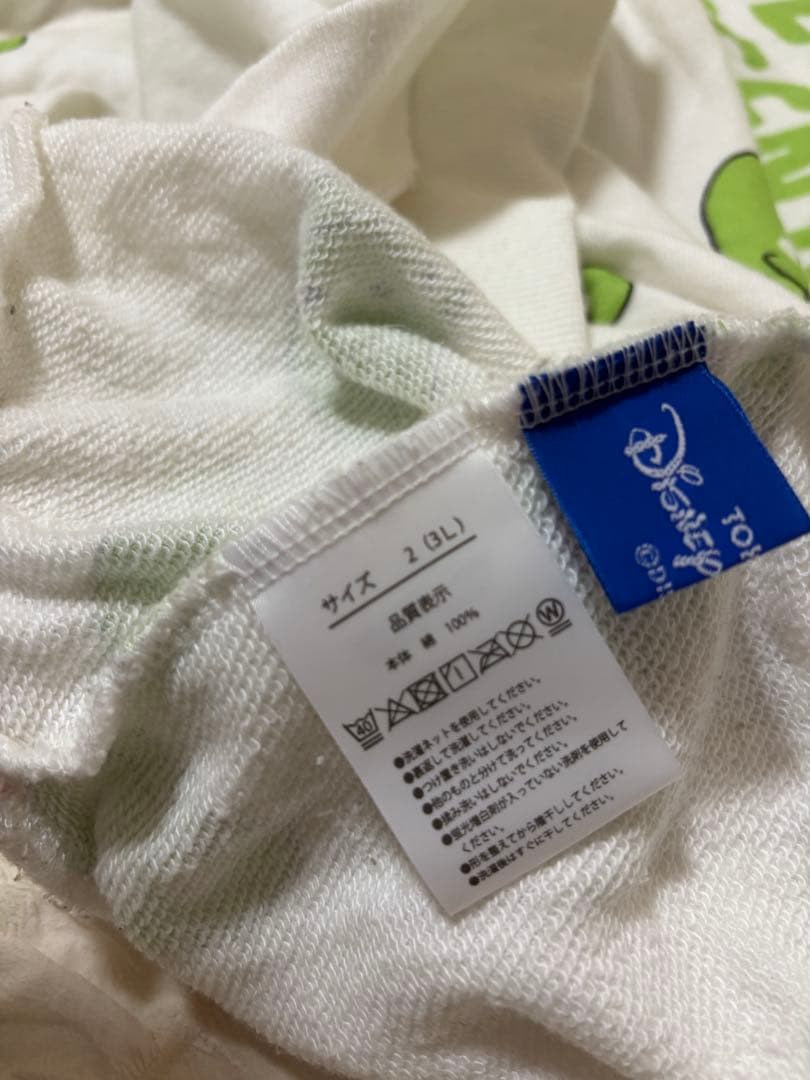 サイズ 2(3L)
品質表示
本体 綿 100%
40
W
●洗濯ネットを使用してください。
●裏返して洗濯してください。
●つけ置き洗いはしないでください。
●他のものと分けて洗ってください。
●揉み洗いはしないでください。
●蛍光増白剤が入っていない洗剤を使用して
ください。
●形を整えてから陰干ししてください。
●洗濯後はすぐに干してください。
Disney
TO
©DI